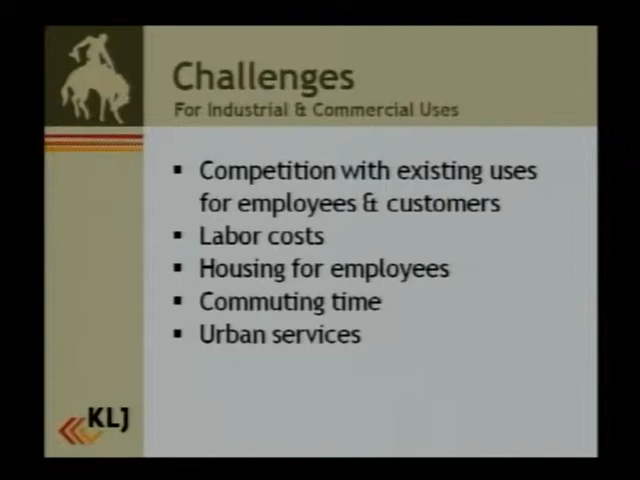 Challenges
For Industrial & Commercial Uses
▪ Competition with existing uses
for employees & customers
▪ Labor costs
▪ Housing for employees
▪ Commuting time
▪ Urban services
KLJ